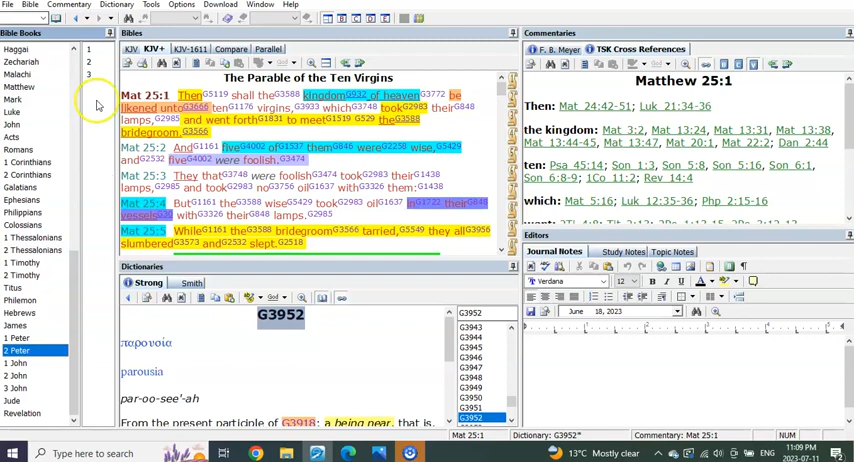 File View Bible Commentary Dictionary Tools Options Download Window Help
B C D E
Bible Books
Haggai
Zechariah
Malachi
Matthew
Mark
Luke
John
Acts
Romans
1 Corinthians
2 Corinthians
Galatians
Ephesians
Philippians
Colossians
1 Thessalonians
2 Thessalonians
1 Timothy
2 Timothy
Titus
Philemon
Hebrews
James
1 Peter
2 Peter
1 John
2 John
3 John
Jude
Revelation
1
2
3
Bibles
KJV KJV+ KJV-1611 Compare Parallel
The Parable of the Ten Virgins
Mat 25:1 Then G5119 shall the G3588 kingdom G932 of heaven G3772 be
likened unto G3666 ten G1176 virgins, G3933 which G3748 took G2983 their G848
lamps, G2985 and went forth G1831 to meet G1519 G529 the G3588
bridegroom. G3566
Mat 25:2 And G1161 five G4002 of G1537 them G846 were G2258 wise, G5429
and G2532 five G4002 were foolish. G3474
Mat 25:3 They that G3748 were foolish G3474 took G2983 their G1438
lamps, G2985 and took G2983 no G3756 oil G1637 with G3326 them: G1438
Mat 25:4 But G1161 the G3588 wise G5429 took G2983 oil G1637 in G1722 their G848
vessels G30 with G3326 their G848 lamps. G2985
Mat 25:5 While G1161 the G3588 bridegroom G3566 tarried, G5549 they all G3956
slumbered G3573 and G2532 slept. G2518
Dictionaries
Strong Smith
God
G3952
παρουσία
parousia
par-oo-see'-ah
From the present participle of G3918; a being near, that is,
G3952
G3943
G3944
G3945
G3946
G3947
G3948
G3949
G3950
G3951
G3952
Commentaries
F. B. Meyer TSK Cross References
Matthew 25:1
Then: Mat 24:42-51; Luk 21:34-36
the kingdom: Mat 3:2, Mat 13:24, Mat 13:31, Mat 13:38,
Mat 13:44-45, Mat 13:47, Mat 20:1, Mat 22:2; Dan 2:44
ten: Psa 45:14; Son 1:3, Son 5:8, Son 5:16, Son 6:1,
Son 6:8-9; 1Co 11:2; Rev 14:4
which: Mat 5:16; Luk 12:35-36; Php 2:15-16
Editors
Journal Notes Study Notes Topic Notes
Verdana 12 B I U A
June 18, 2023
Mat 25:1 Dictionary: G3952* Commentary: Mat 25:1 NUM
Type here to search
13°C Mostly clear
ENG
11:09 PM
2023-07-11